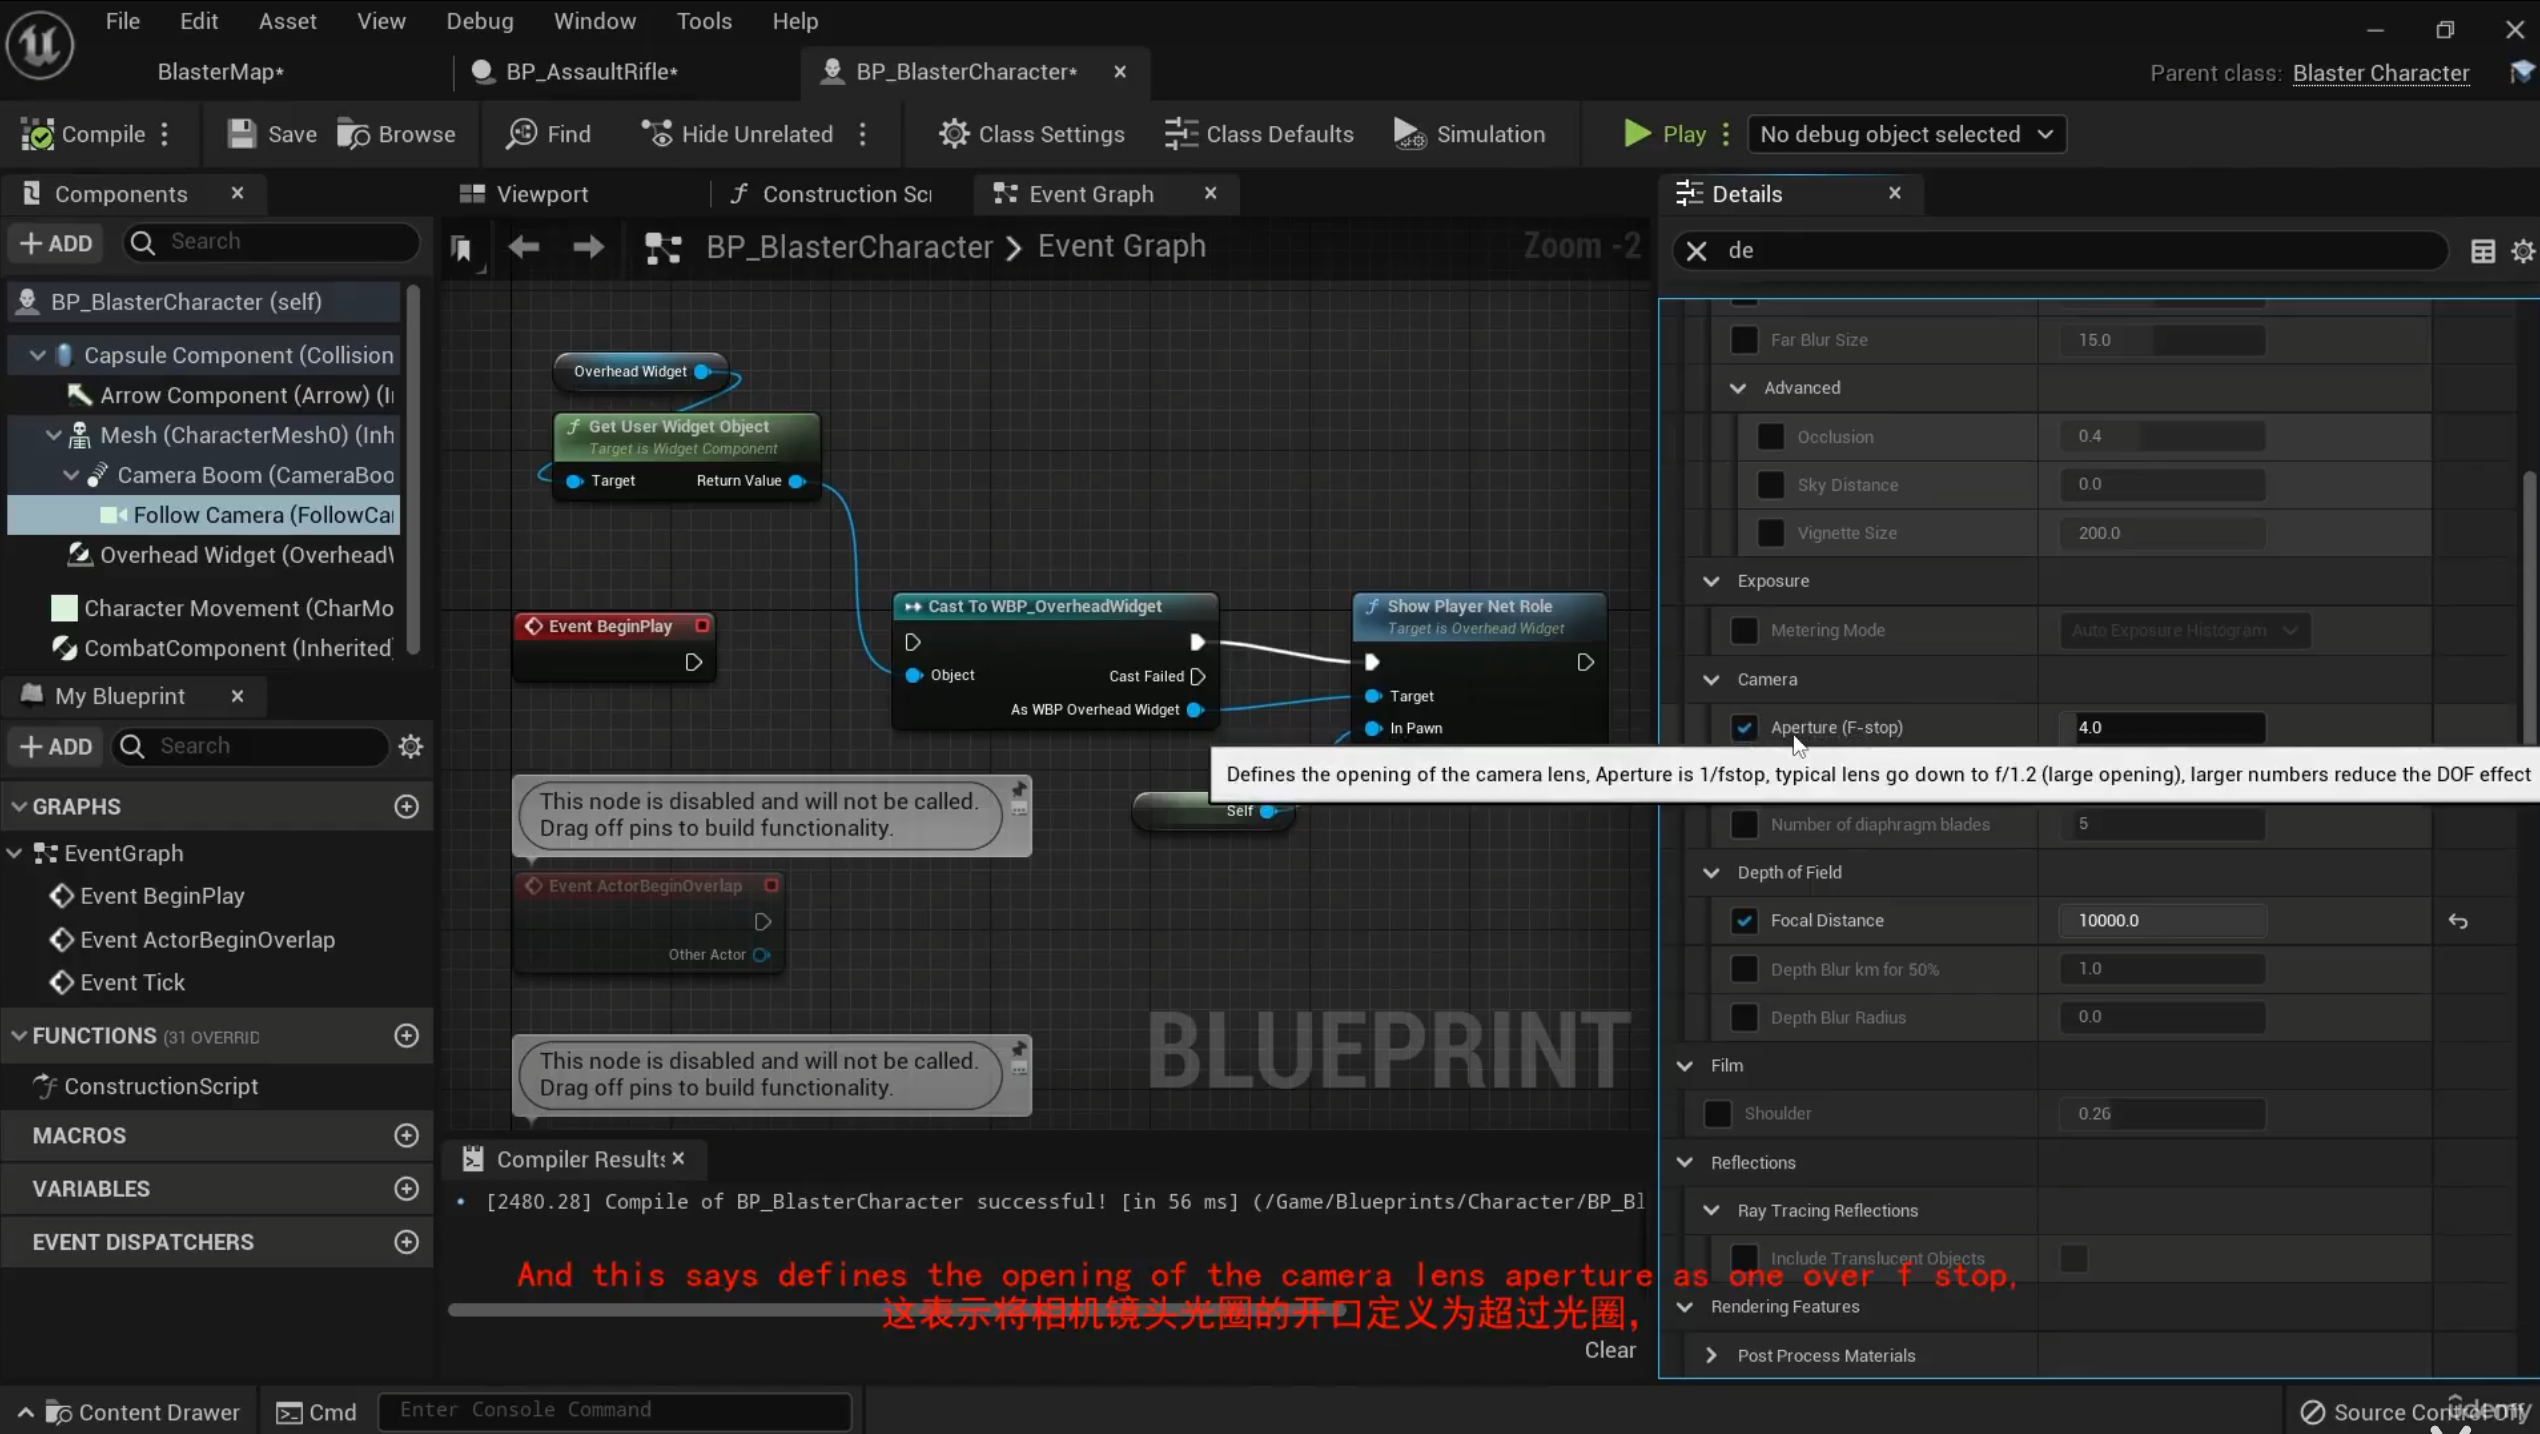 File Edit Asset View Debug Window Tools Help
BlasterMap* BP_AssaultRifle* BP_BlasterCharacter* Parent class: Blaster Character
Compile Save Browse Find Hide Unrelated Class Settings Class Defaults Simulation Play No debug object selected
Components Viewport Construction Scr Event Graph Details
ADD Search BP_BlasterCharacter > Event Graph Zoom -2 de
BP_BlasterCharacter (self)
Capsule Component (Collision
Arrow Component (Arrow) (I
Mesh (CharacterMesh0) (Inh
Camera Boom (CameraBoo
Follow Camera (FollowCa
Overhead Widget (Overhead
Character Movement (CharMo
CombatComponent (Inherited)
My Blueprint
ADD Search
GRAPHS
EventGraph
Event BeginPlay
Event ActorBeginOverlap
Event Tick
FUNCTIONS (31 OVERRID
ConstructionScript
MACROS
VARIABLES
EVENT DISPATCHERS
Overhead Widget
Get User Widget Object
Target is Widget Component
Target Return Value
Event BeginPlay
Cast To WBP_OverheadWidget
Object
Cast Failed
As WBP Overhead Widget
Show Player Net Role
Target is Overhead Widget
Target
In Pawn
Self
This node is disabled and will not be called.
Drag off pins to build functionality.
Event ActorBeginOverlap
Other Actor
This node is disabled and will not be called.
Drag off pins to build functionality.
BLUEPRINT
Far Blur Size 15.0
Advanced
Occlusion 0.4
Sky Distance 0.0
Vignette Size 200.0
Exposure
Metering Mode Auto Exposure Histogram
Camera
Aperture (F-stop) 4.0
Defines the opening of the camera lens, Aperture is 1/fstop, typical lens go down to f/1.2 (large opening), larger numbers reduce the DOF effect
Number of diaphragm blades 5
Depth of Field
Focal Distance 10000.0
Depth Blur km for 50% 1.0
Depth Blur Radius 0.0
Film
Shoulder 0.26
Reflections
Ray Tracing Reflections
Include Translucent Objects
Rendering Features
Post Process Materials
Compiler Results
[2480.28] Compile of BP_BlasterCharacter successful! [in 56 ms] (/Game/Blueprints/Character/BP_Bl
And this says defines the opening of the camera lens aperture as one over f stop,
这表示将相机镜头光圈的开口定义为超过光圈,
Clear
Content Drawer Cmd Enter Console Command Source Control Off
ûdemy